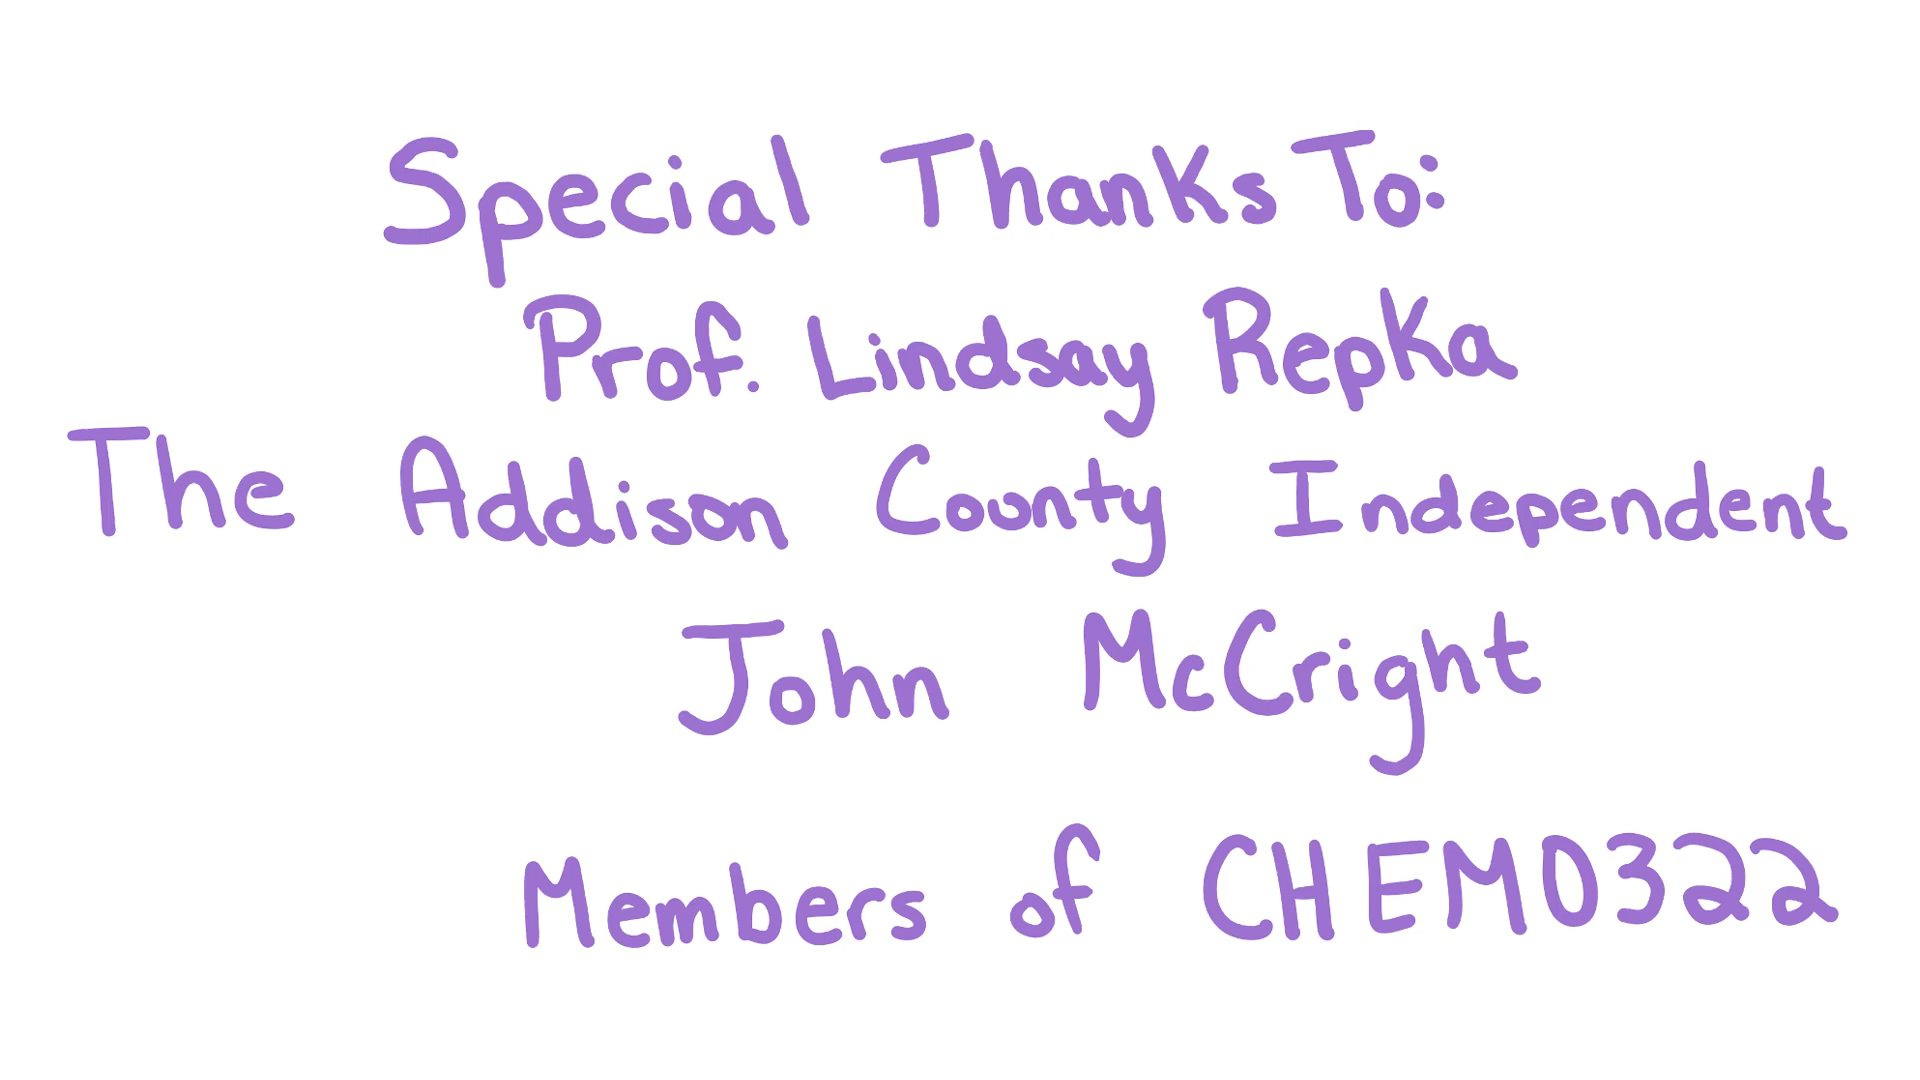 Special Thanks To:
Prof. Lindsay Repka
The Addison County Independent
John McCright
Members of CHEM0322